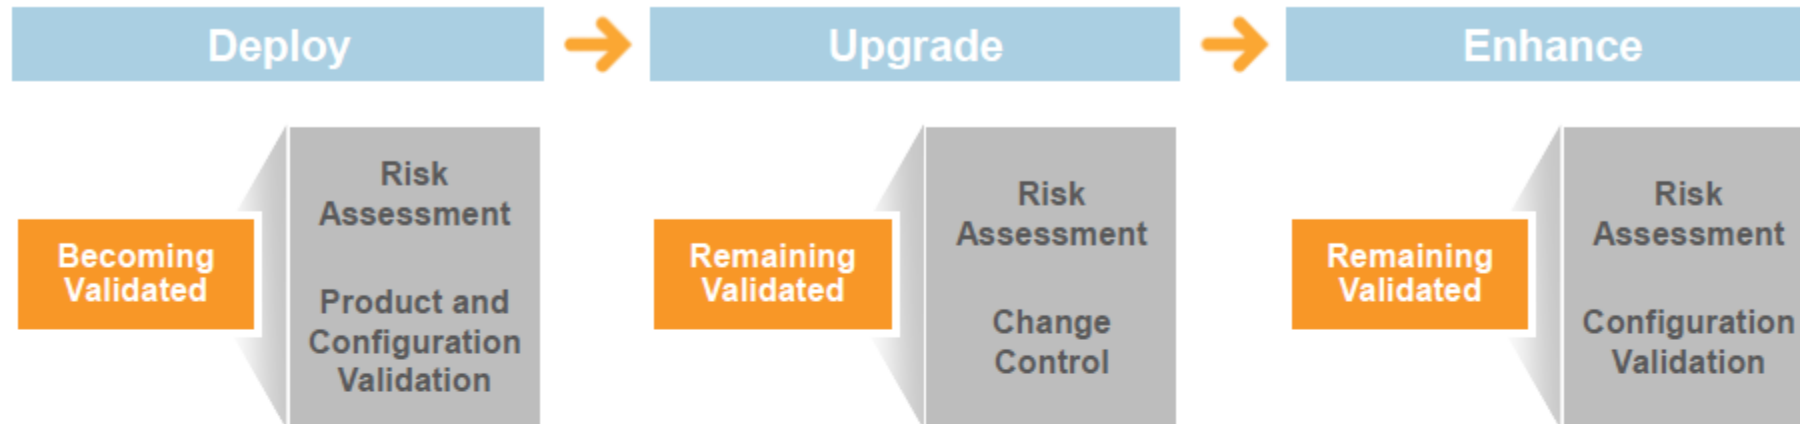 Deploy
Upgrade
Enhance
Becoming
Validated
Risk
Assessment
Product and
Configuration
Validation
Remaining
Validated
Risk
Assessment
Change
Control
Remaining
Validated
Risk
Assessment
Configuration
Validation